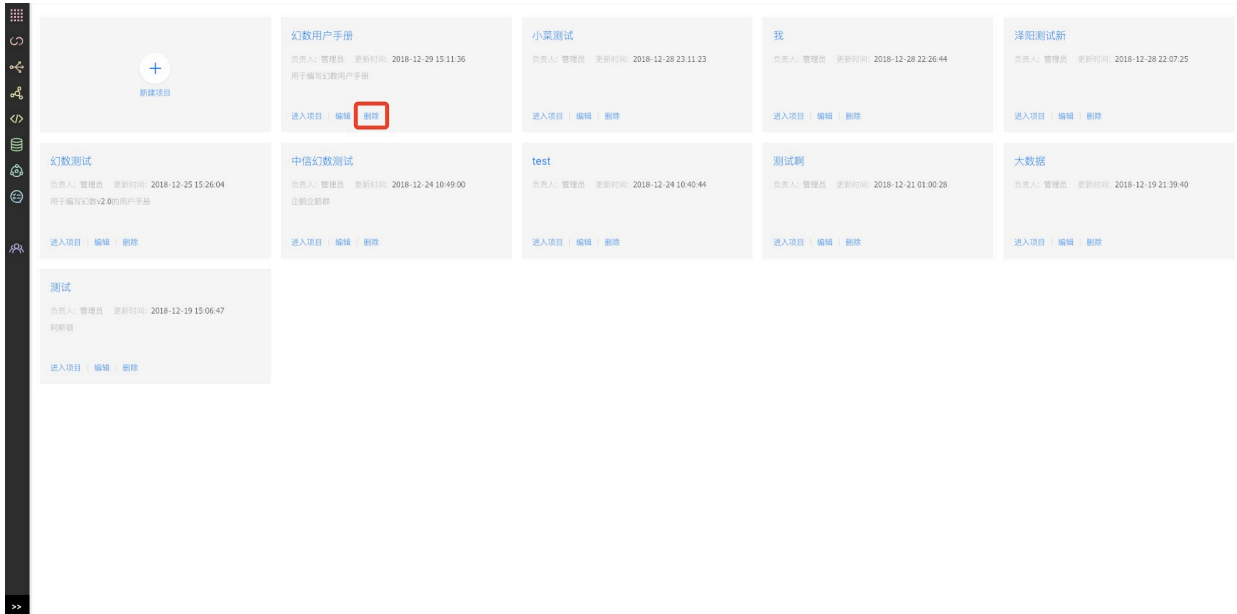 新建项目
幻数用户手册
负责人: 管理员 更新时间: 2018-12-29 15:11:36
用于编写幻数用户手册
进入项目 | 编辑 | 删除
小菜测试
负责人: 管理员 更新时间: 2018-12-28 23:11:23
进入项目 | 编辑 | 删除
我
负责人: 管理员 更新时间: 2018-12-28 22:26:44
进入项目 | 编辑 | 删除
泽阳测试新
负责人: 管理员 更新时间: 2018-12-28 22:07:25
进入项目 | 编辑 | 删除
幻数测试
负责人: 管理员 更新时间: 2018-12-25 15:26:04
用于编写幻数v2.0的用户手册
进入项目 | 编辑 | 删除
中信幻数测试
负责人: 管理员 更新时间: 2018-12-24 10:49:00
进入项目 | 编辑 | 删除
test
负责人: 管理员 更新时间: 2018-12-24 10:40:44
进入项目 | 编辑 | 删除
测试啊
负责人: 管理员 更新时间: 2018-12-21 01:00:28
进入项目 | 编辑 | 删除
大数据
负责人: 管理员 更新时间: 2018-12-19 21:39:40
进入项目 | 编辑 | 删除
测试
负责人: 管理员 更新时间: 2018-12-19 15:06:47
进入项目 | 编辑 | 删除
>>